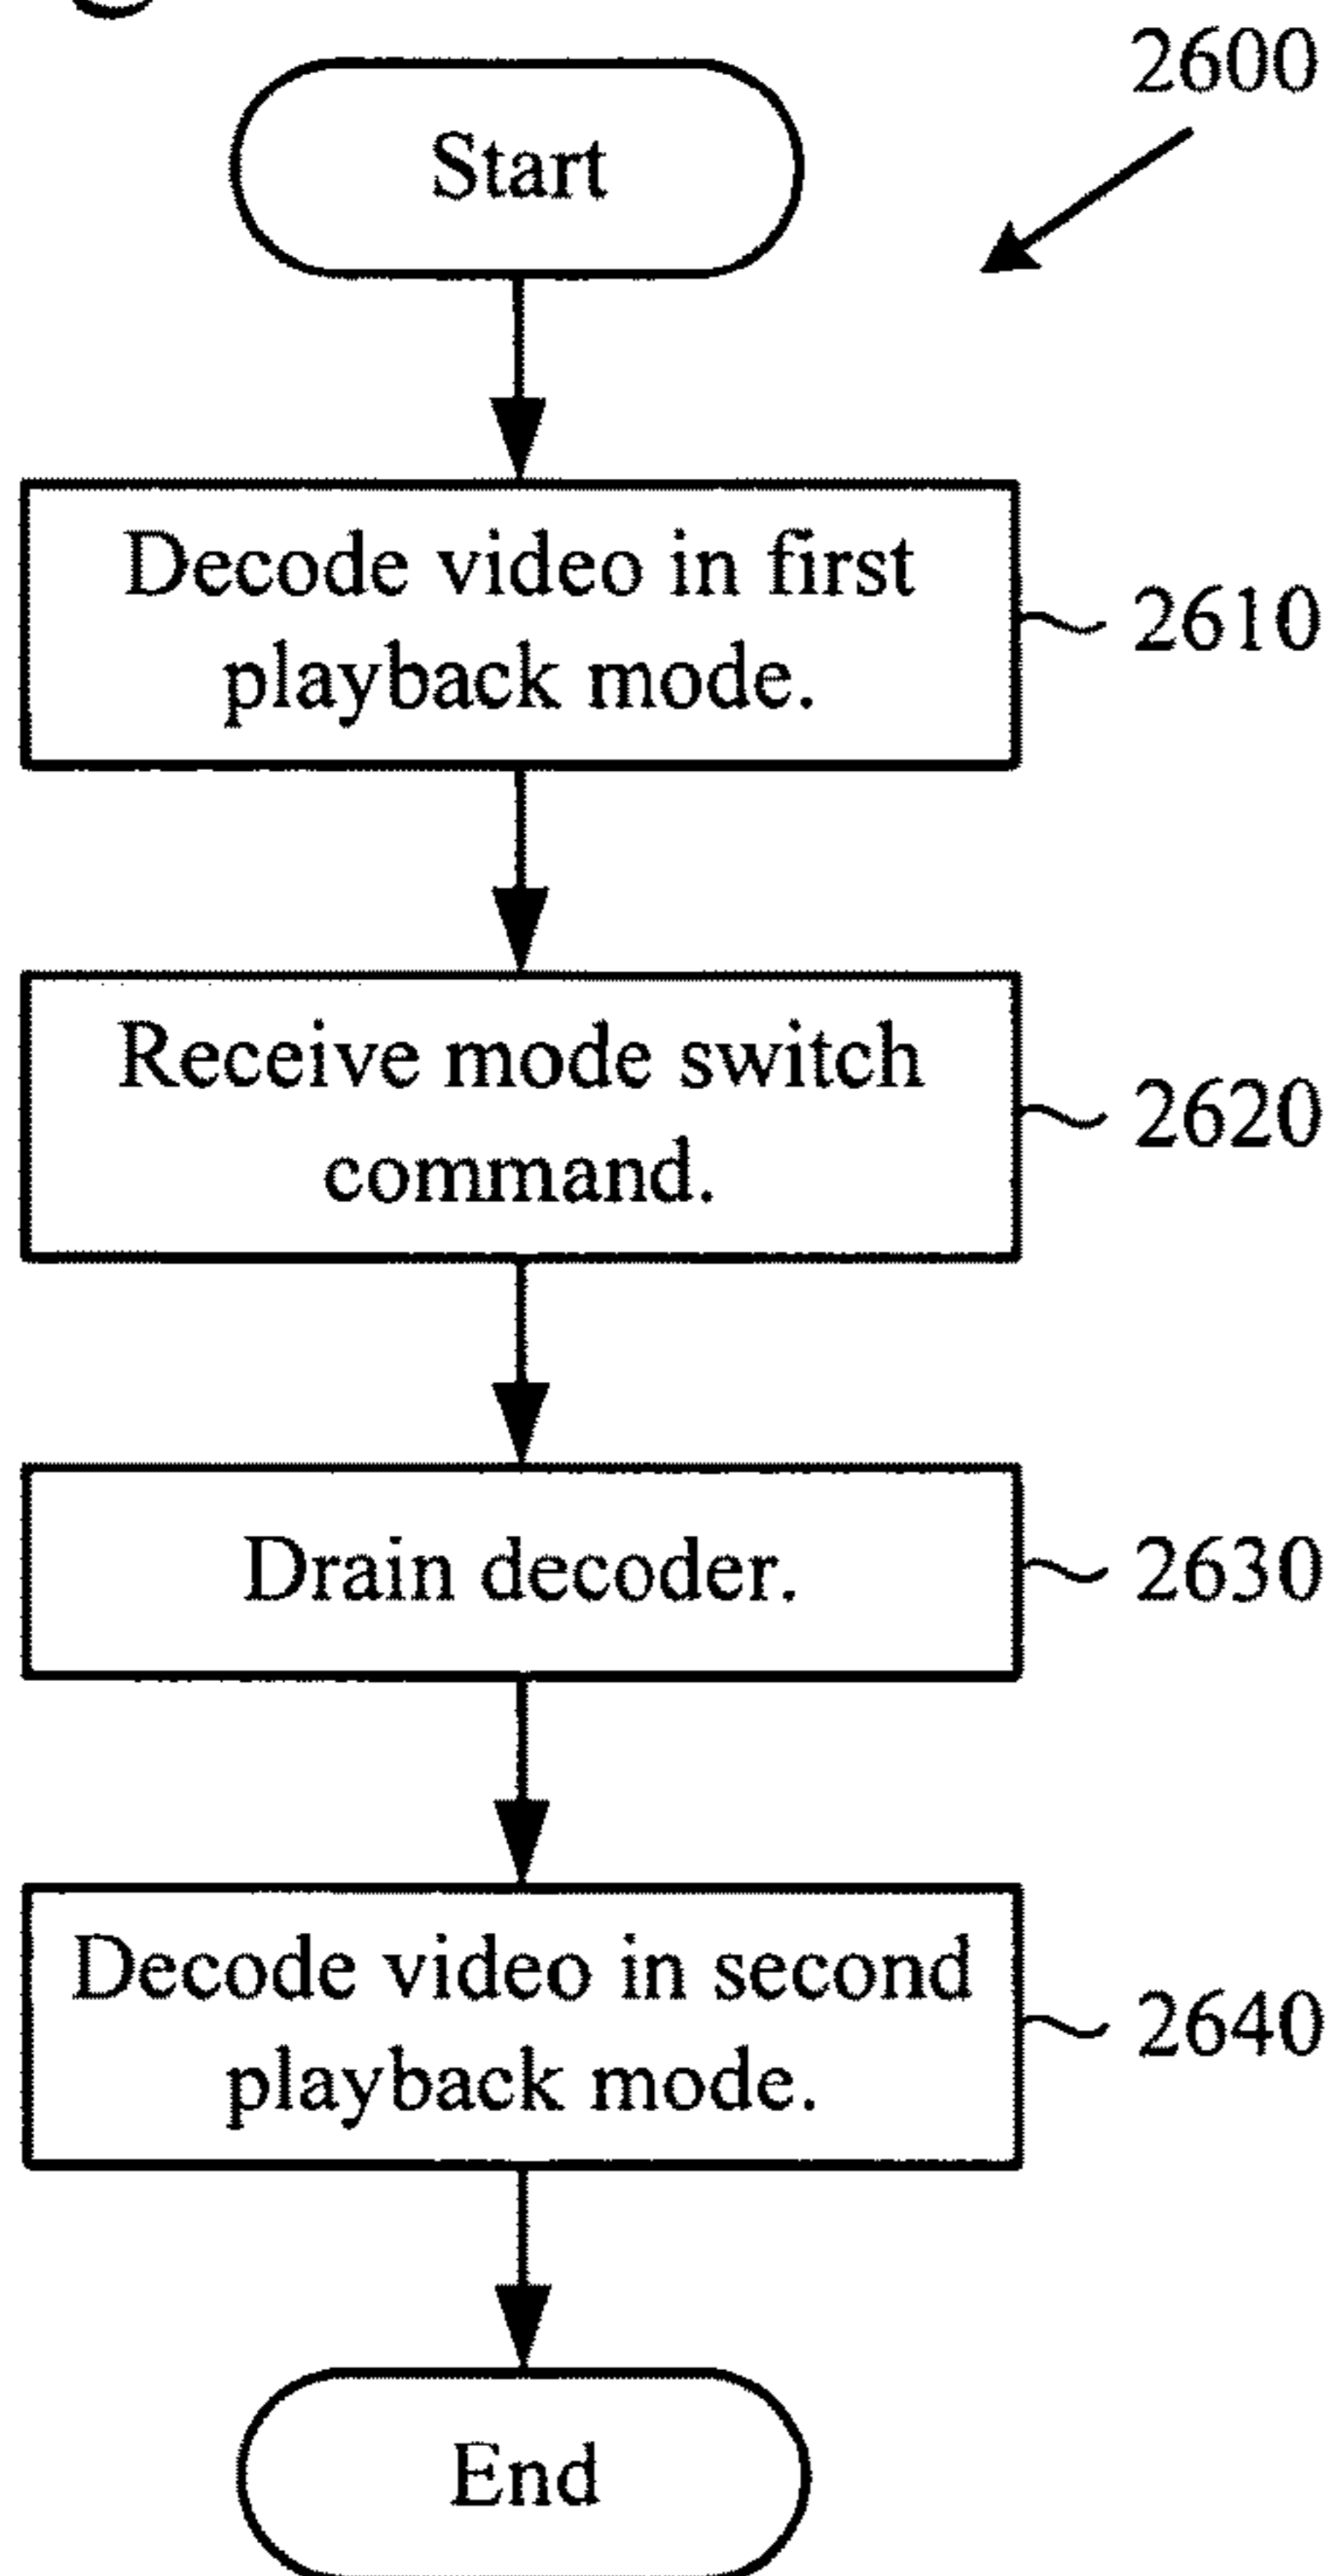 2600
Start
Decode video in first
playback mode.
2610
Receive mode switch
command.
2620
Drain decoder.
2630
Decode video in second
playback mode.
2640
End